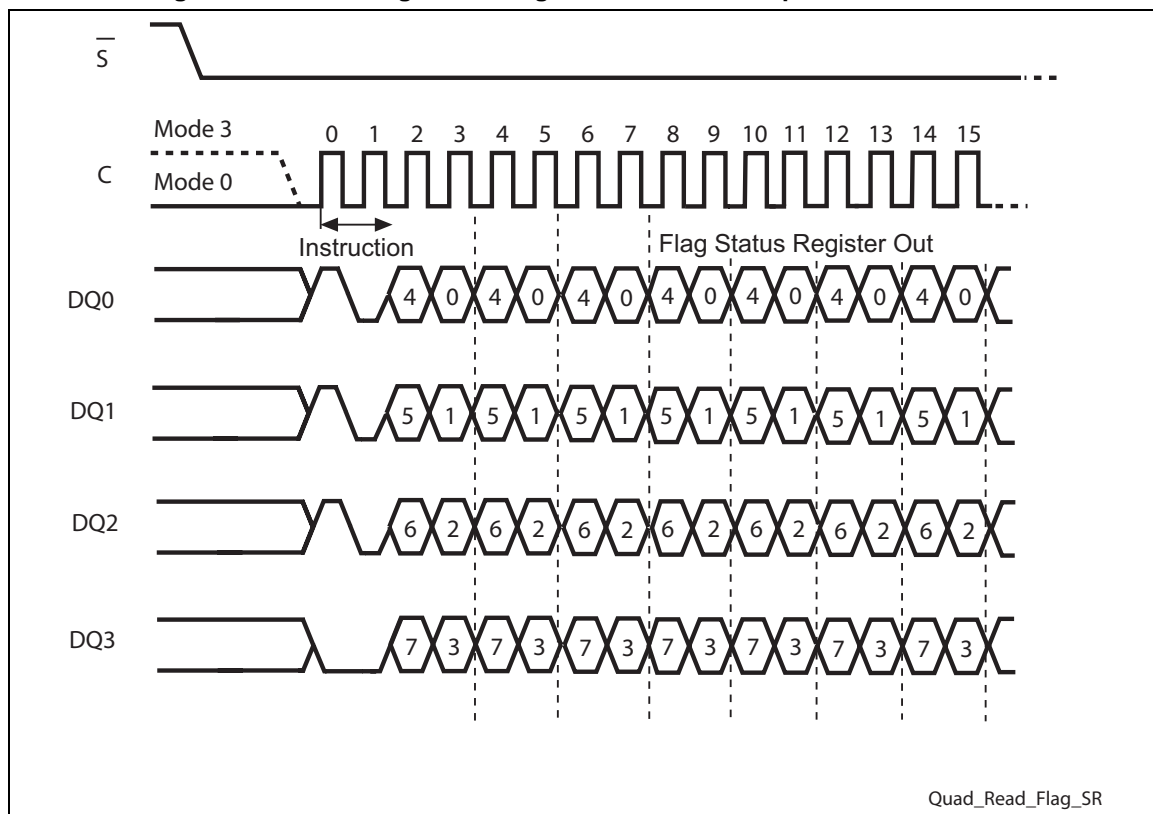 S
Mode 3
0 1 2 3 4 5 6 7 8 9 10 11 12 13 14 15
C
Mode 0
Instruction
Flag Status Register Out
DQ0
4 0 4 0 4 0 4 0 4 0 4 0 4 0
DQ1
5 1 5 1 5 1 5 1 5 1 5 1 5 1
DQ2
6 2 6 2 6 2 6 2 6 2 6 2 6 2
DQ3
7 3 7 3 7 3 7 3 7 3 7 3 7 3
Quad_Read_Flag_SR